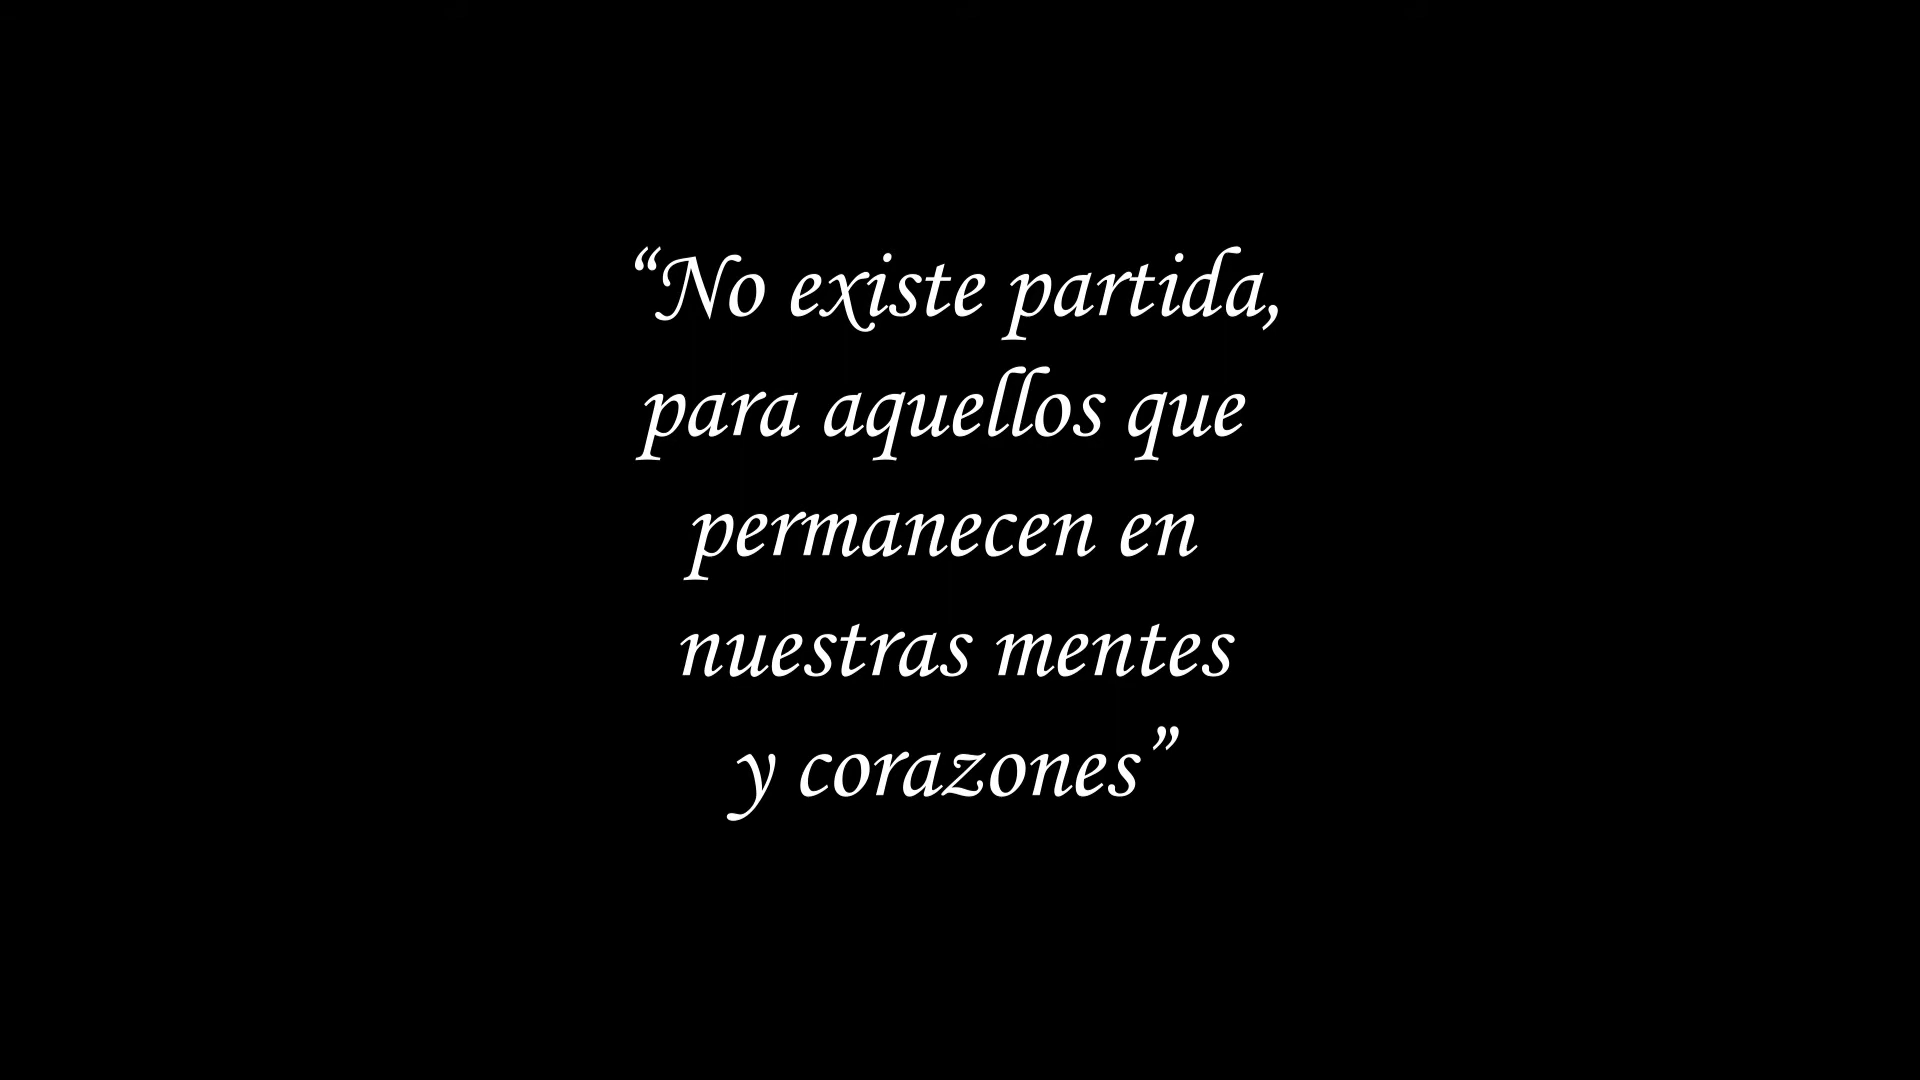 “No existe partida,
para aquellos que
permanecen en
nuestras mentes
y corazones”